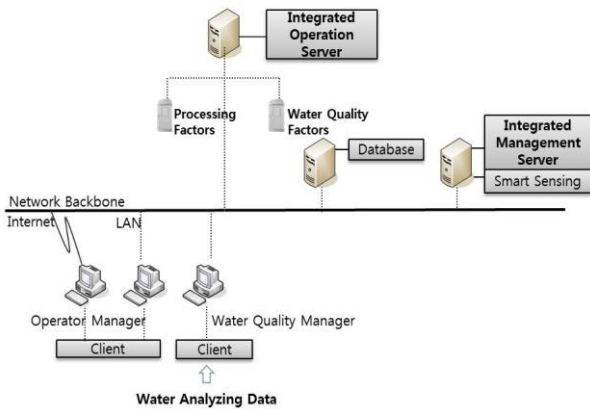 Integrated
Operation
Server
Processing
Factors
Water Quality
Factors
Database
Integrated
Management
Server
Smart Sensing
Network Backbone
Internet
LAN
Operator Manager
Water Quality Manager
Client
Client
Water Analyzing Data